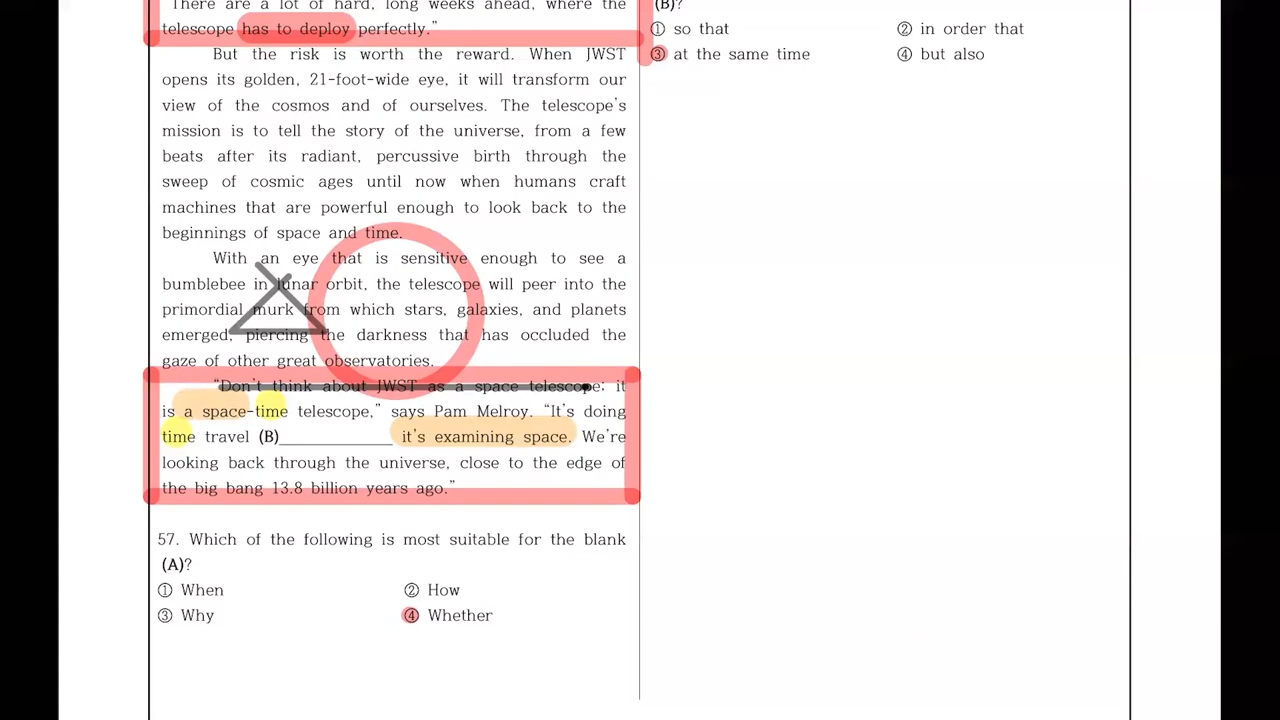 "There are a lot of hard, long weeks ahead, where the
telescope has to deploy perfectly."
But the risk is worth the reward. When JWST
opens its golden, 21-foot-wide eye, it will transform our
view of the cosmos and of ourselves. The telescope's
mission is to tell the story of the universe, from a few
beats after its radiant, percussive birth through the
sweep of cosmic ages until now when humans craft
machines that are powerful enough to look back to the
beginnings of space and time.
With an eye that is sensitive enough to see a
bumblebee in lunar orbit, the telescope will peer into the
primordial murk from which stars, galaxies, and planets
emerged, piercing the darkness that has occluded the
gaze of other great observatories.
"Don't think about JWST as a space telescope; it
is a space-time telescope," says Pam Melroy. "It's doing
time travel (B)______________ it's examining space. We're
looking back through the universe, close to the edge of
the big bang 13.8 billion years ago."
57. Which of the following is most suitable for the blank
(A)?
① When ② How
③ Why ④ Whether
(B)?
① so that ② in order that
③ at the same time ④ but also